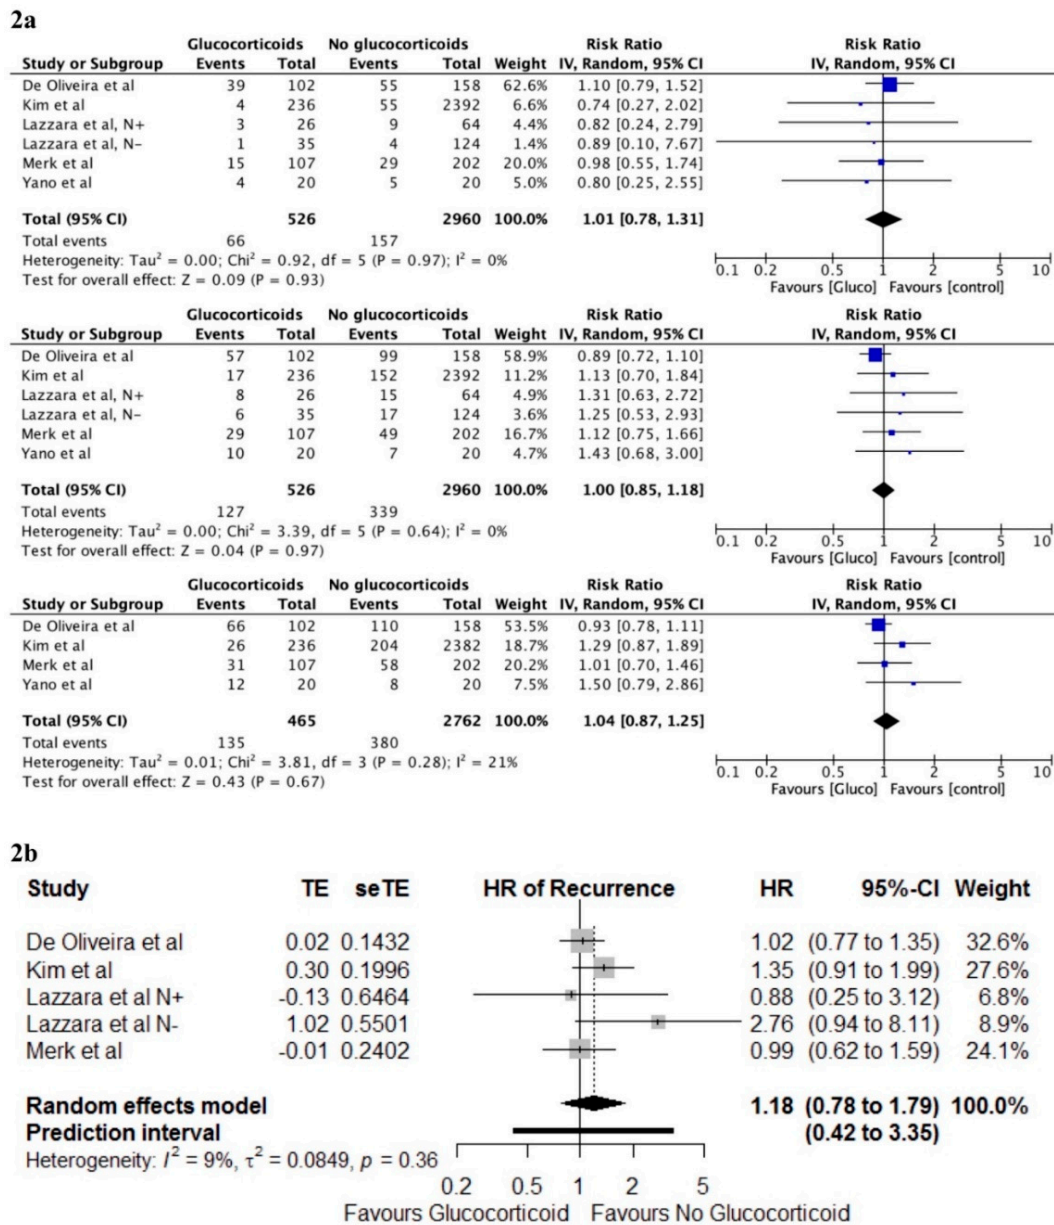 2a
Glucocorticoids No glucocorticoids Risk Ratio Risk Ratio
Study or Subgroup Events Total Events Total Weight IV, Random, 95% CI IV, Random, 95% CI
De Oliveira et al 39 102 55 158 62.6% 1.10 [0.79, 1.52]
Kim et al 4 236 55 2392 6.6% 0.74 [0.27, 2.02]
Lazzara et al, N+ 3 26 9 64 4.4% 0.82 [0.24, 2.79]
Lazzara et al, N- 1 35 4 124 1.4% 0.89 [0.10, 7.67]
Merk et al 15 107 29 202 20.0% 0.98 [0.55, 1.74]
Yano et al 4 20 5 20 5.0% 0.80 [0.25, 2.55]
Total (95% CI) 526 2960 100.0% 1.01 [0.78, 1.31]
Total events 66 157
Heterogeneity: Tau² = 0.00; Chi² = 0.92, df = 5 (P = 0.97); I² = 0%
Test for overall effect: Z = 0.09 (P = 0.93)
0.1 0.2 0.5 1 2 5 10
Favours [Gluco] Favours [control]
Glucocorticoids No glucocorticoids Risk Ratio Risk Ratio
Study or Subgroup Events Total Events Total Weight IV, Random, 95% CI IV, Random, 95% CI
De Oliveira et al 57 102 99 158 58.9% 0.89 [0.72, 1.10]
Kim et al 17 236 152 2392 11.2% 1.13 [0.70, 1.84]
Lazzara et al, N+ 8 26 15 64 4.9% 1.31 [0.63, 2.72]
Lazzara et al, N- 6 35 17 124 3.6% 1.25 [0.53, 2.93]
Merk et al 29 107 49 202 16.7% 1.12 [0.75, 1.66]
Yano et al 10 20 7 20 4.7% 1.43 [0.68, 3.00]
Total (95% CI) 526 2960 100.0% 1.00 [0.85, 1.18]
Total events 127 339
Heterogeneity: Tau² = 0.00; Chi² = 3.39, df = 5 (P = 0.64); I² = 0%
Test for overall effect: Z = 0.04 (P = 0.97)
0.1 0.2 0.5 1 2 5 10
Favours [Gluco] Favours [control]
Glucocorticoids No glucocorticoids Risk Ratio Risk Ratio
Study or Subgroup Events Total Events Total Weight IV, Random, 95% CI IV, Random, 95% CI
De Oliveira et al 66 102 110 158 53.5% 0.93 [0.78, 1.11]
Kim et al 26 236 204 2382 18.7% 1.29 [0.87, 1.89]
Merk et al 31 107 58 202 20.2% 1.01 [0.70, 1.46]
Yano et al 12 20 8 20 7.5% 1.50 [0.79, 2.86]
Total (95% CI) 465 2762 100.0% 1.04 [0.87, 1.25]
Total events 135 380
Heterogeneity: Tau² = 0.01; Chi² = 3.81, df = 3 (P = 0.28); I² = 21%
Test for overall effect: Z = 0.43 (P = 0.67)
0.1 0.2 0.5 1 2 5 10
Favours [Gluco] Favours [control]
2b
Study TE seTE HR of Recurrence HR 95%-CI Weight
De Oliveira et al 0.02 0.1432 1.02 (0.77 to 1.35) 32.6%
Kim et al 0.30 0.1996 1.35 (0.91 to 1.99) 27.6%
Lazzara et al N+ -0.13 0.6464 0.88 (0.25 to 3.12) 6.8%
Lazzara et al N- 1.02 0.5501 2.76 (0.94 to 8.11) 8.9%
Merk et al -0.01 0.2402 0.99 (0.62 to 1.59) 24.1%
Random effects model 1.18 (0.78 to 1.79) 100.0%
Prediction interval (0.42 to 3.35)
Heterogeneity: I² = 9%, τ² = 0.0849, p = 0.36
0.2 0.5 1 2 5
Favours Glucocorticoid Favours No Glucocorticoid